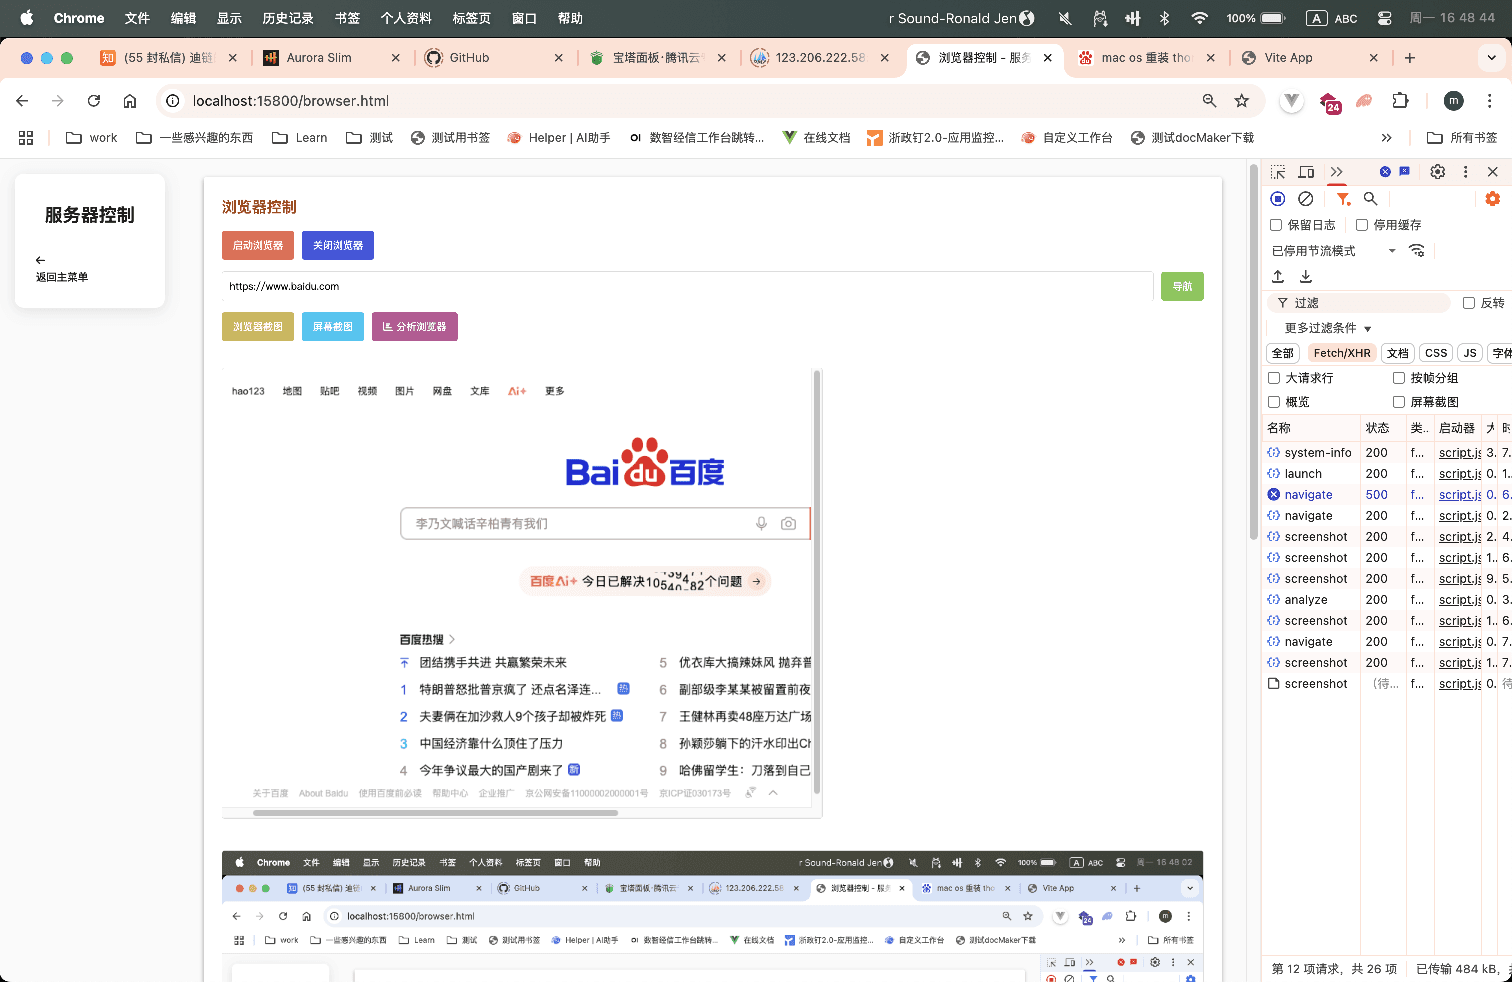 Chrome 文件 编辑 显示 历史记录 书签 个人资料 标签页 窗口 帮助 r Sound-Ronald Jen 100% A ABC 周一 16 48 44
知 (55 封私信) 迪链 Aurora Slim GitHub 宝塔面板·腾讯云 123.206.222.58 浏览器控制 - 服务 mac os 重装 tho Vite App
localhost:15800/browser.html 24 m
work 一些感兴趣的东西 Learn 测试 测试用书签 Helper | AI助手 OI 数智经信工作台跳转... 在线文档 浙政钉2.0-应用监控... 自定义工作台 测试docMaker下载 所有书签
服务器控制
返回主菜单
浏览器控制
启动浏览器 关闭浏览器
https://www.baidu.com 导航
浏览器截图 屏幕截图 分析浏览器
hao123 地图 贴吧 视频 图片 网盘 文库 Ai+ 更多
Bai du 百度
李乃文喊话辛柏青有我们
百度Ai+ 今日已解决 个问题
百度热搜
团结携手共进 共赢繁荣未来
1 特朗普怒批普京疯了 还点名泽连... 热
2 夫妻俩在加沙救人9个孩子却被炸死 热
3 中国经济靠什么顶住了压力
4 今年争议最大的国产剧来了 新
5 优衣库大搞辣妹风 抛弃普
6 副部级李某某被留置前夜
7 王健林再卖48座万达广场
8 孙颖莎躺下的汗水印出Ch
9 哈佛留学生：刀落到自己
关于百度 About Baidu 使用百度前必读 帮助中心 企业推广 京公网安备11000002000001号 京ICP证030173号
Chrome 文件 编辑 显示 历史记录 书签 个人资料 标签页 窗口 帮助 r Sound-Ronald Jen 100% A ABC 周一 16 48 02
知 (55 封私信) 迪链 Aurora Slim GitHub 宝塔面板·腾讯云 123.206.222.58 浏览器控制 - 服务 mac os 重装 tho Vite App
localhost:15800/browser.html 24 m
work 一些感兴趣的东西 Learn 测试 测试用书签 Helper | AI助手 OI 数智经信工作台跳转... 在线文档 浙政钉2.0-应用监控... 自定义工作台 测试docMaker下载 所有书签
保留日志 停用缓存
已停用节流模式
过滤 反转
更多过滤条件
全部 Fetch/XHR 文档 CSS JS 字体
大请求行 按帧分组
概览 屏幕截图
名称 状态 类.. 启动器 大 时
system-info 200 f... script.js 3. 7.
launch 200 f... script.js 0. 1.
navigate 500 f... script.js 0. 6.
navigate 200 f... script.js 0. 2.
screenshot 200 f... script.js 2. 4.
screenshot 200 f... script.js 1. 6.
screenshot 200 f... script.js 9. 5.
analyze 200 f... script.js 0. 3.
screenshot 200 f... script.js 1. 6.
navigate 200 f... script.js 0. 7.
screenshot 200 f... script.js 1. 7.
screenshot （待... f... script.js 0. 待
第 12 项请求，共 26 项 已传输 484 kB，